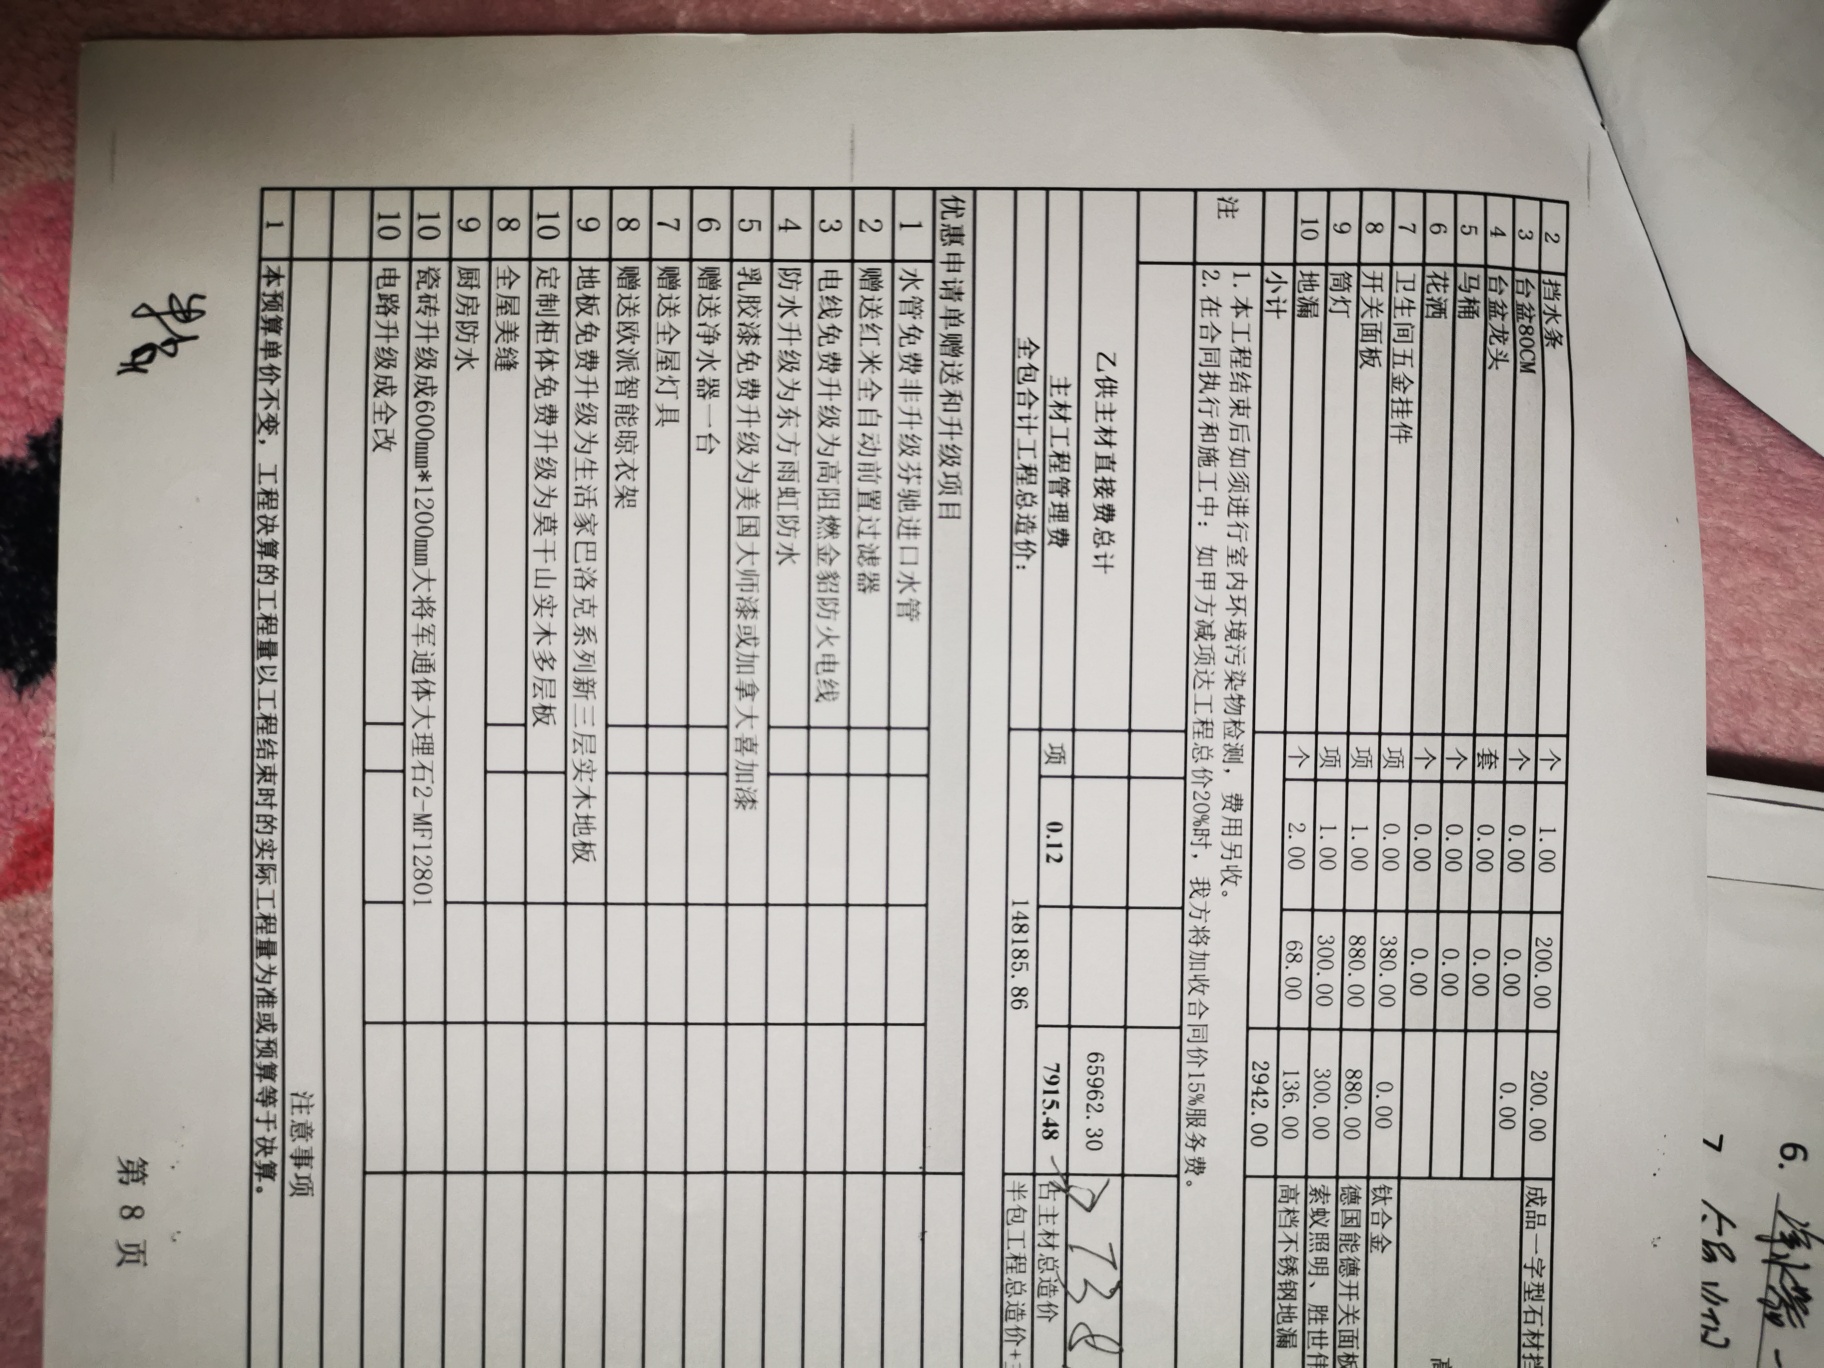 2 挡水条 个 1.00 200.00 200.00 成品一字型石材挡
3 台盆80CM 个 0.00 0.00 0.00
4 台盆龙头 套 0.00 0.00
5 马桶 个 0.00 0.00
6 花洒 个 0.00 0.00
7 卫生间五金挂件 项 0.00 380.00 0.00 钛合金
8 开关面板 项 1.00 880.00 880.00 德国能德开关面板
9 筒灯 项 1.00 300.00 300.00 索蚁照明、胜世伟
10 地漏 个 2.00 68.00 136.00 高档不锈钢地漏
小计 2942.00
注 1. 本工程结束后如须进行室内环境污染物检测，费用另收。
2. 在合同执行和施工中：如甲方减项达工程总价20%时，我方将加收合同价15%服务费。
乙供主材直接费总计 65962.30
主材工程管理费 项 0.12 7915.48 占主材总造价
全包合计工程总造价： 148185.86 半包工程总造价+
优惠申请单赠送和升级项目
1 水管免费非升级芬驰进口水管
2 赠送红米全自动前置过滤器
3 电线免费升级为高阻燃金貂防火电线
4 防水升级为东方雨虹防水
5 乳胶漆免费升级为美国大师漆或加拿大喜加漆
6 赠送净水器一台
7 赠送全屋灯具
8 赠送欧派智能晾衣架
9 地板免费升级为生活家巴洛克系列新三层实木地板
10 定制柜体免费升级为莫干山实木多层板
8 全屋美缝
9 厨房防水
10 瓷砖升级成600mm*1200mm大将军通体大理石2-MF12801
10 电路升级成全改
注意事项
1 本预算单价不变，工程决算的工程量以工程结束时的实际工程量为准或预算等于决算。
第 8 页
6.
7